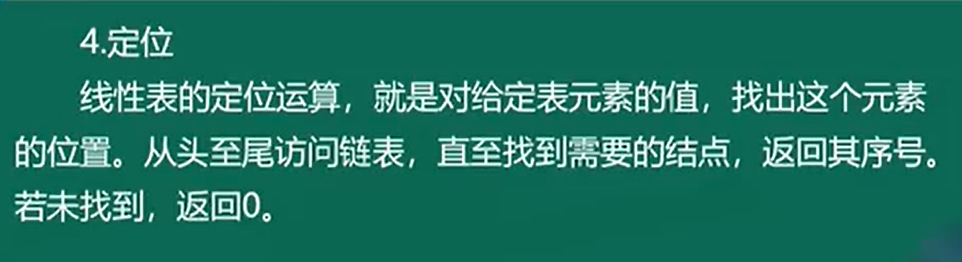 4.定位
线性表的定位运算，就是对给定表元素的值，找出这个元素
的位置。从头至尾访问链表，直至找到需要的结点，返回其序号。
若未找到，返回0。